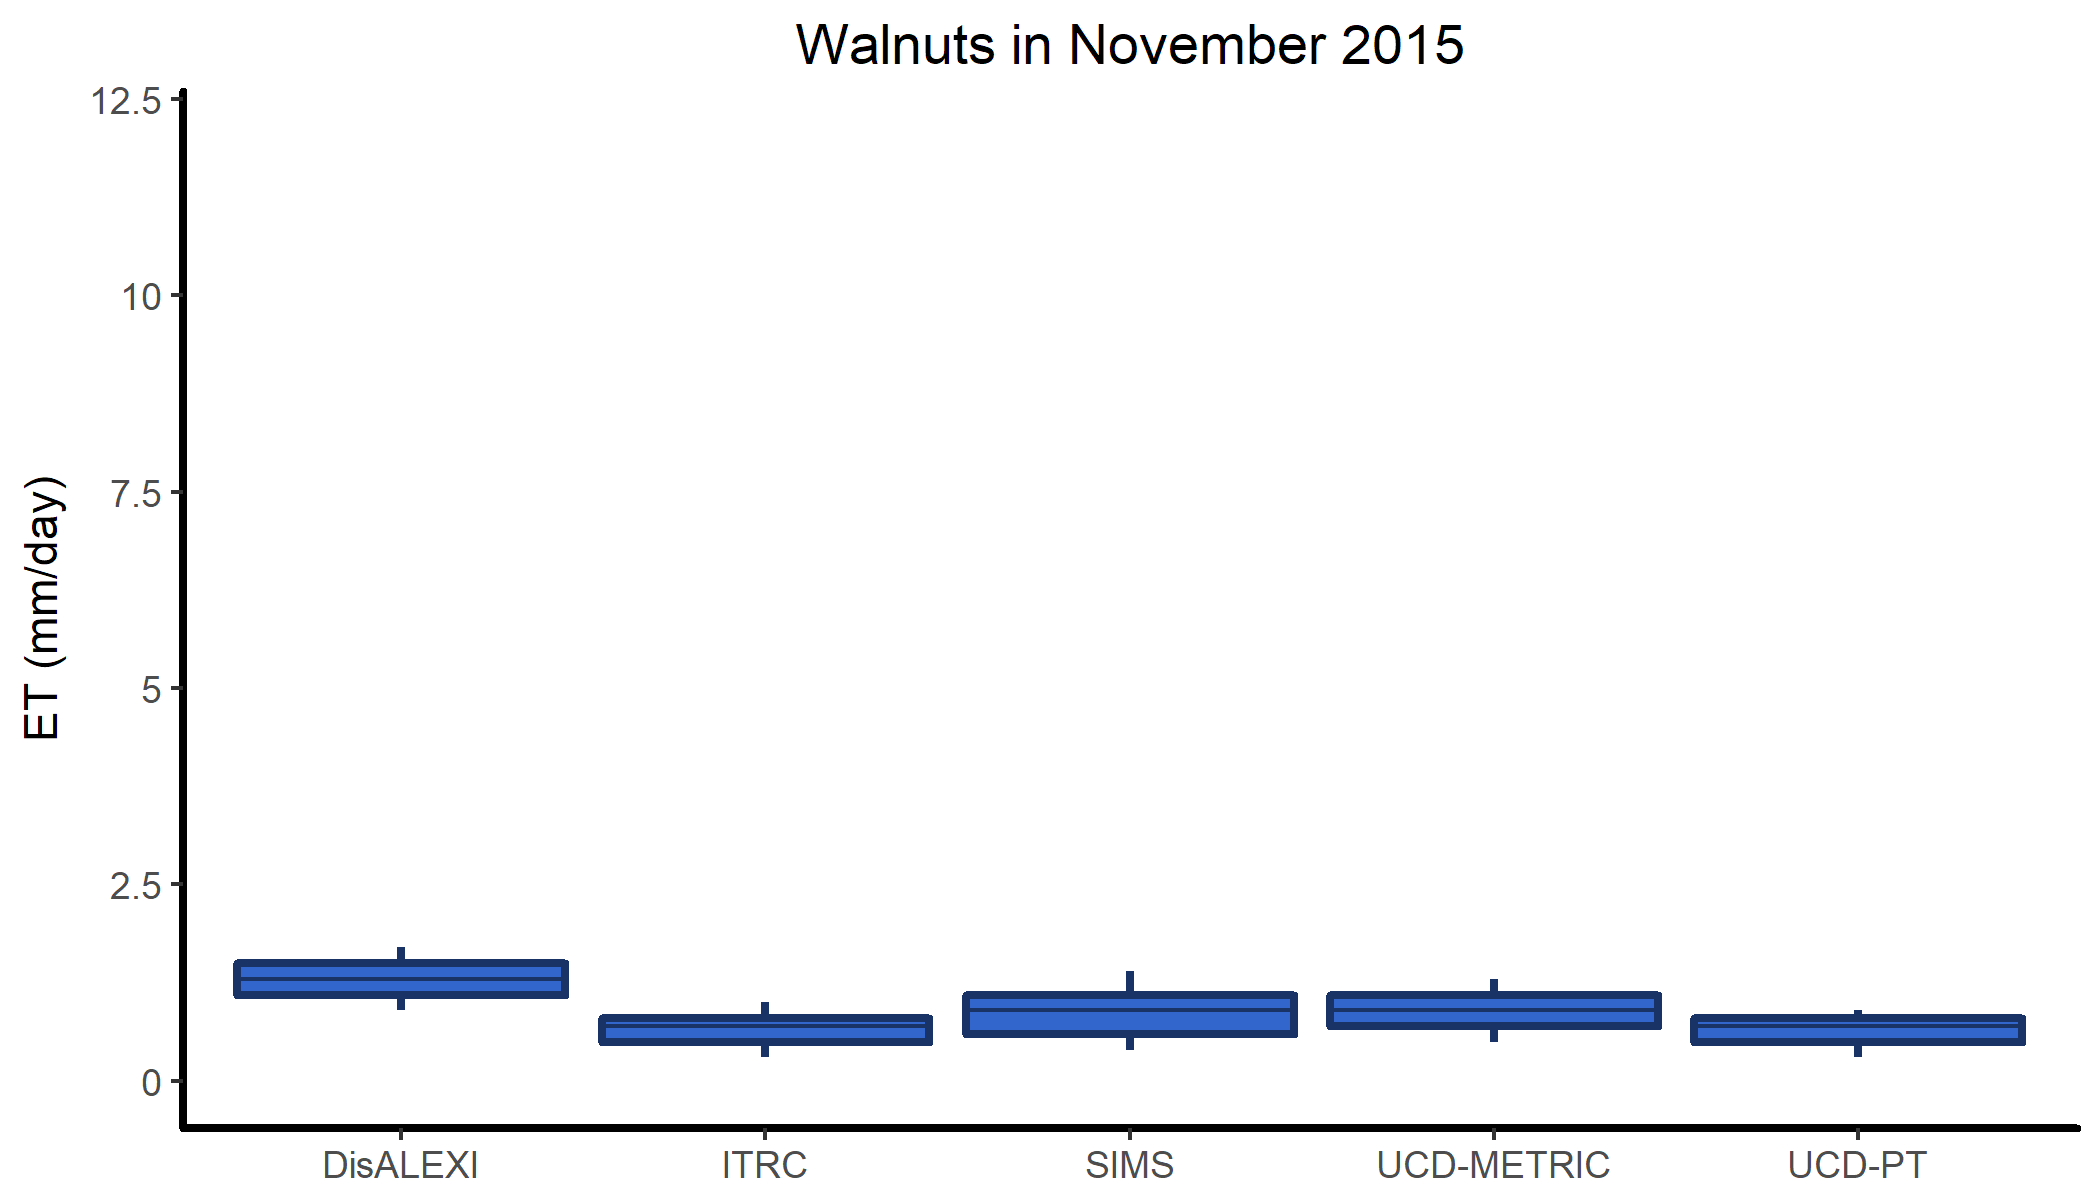 Walnuts in November 2015
ET (mm/day)
12.5
10
7.5
5
2.5
0
DisALEXI
ITRC
SIMS
UCD-METRIC
UCD-PT